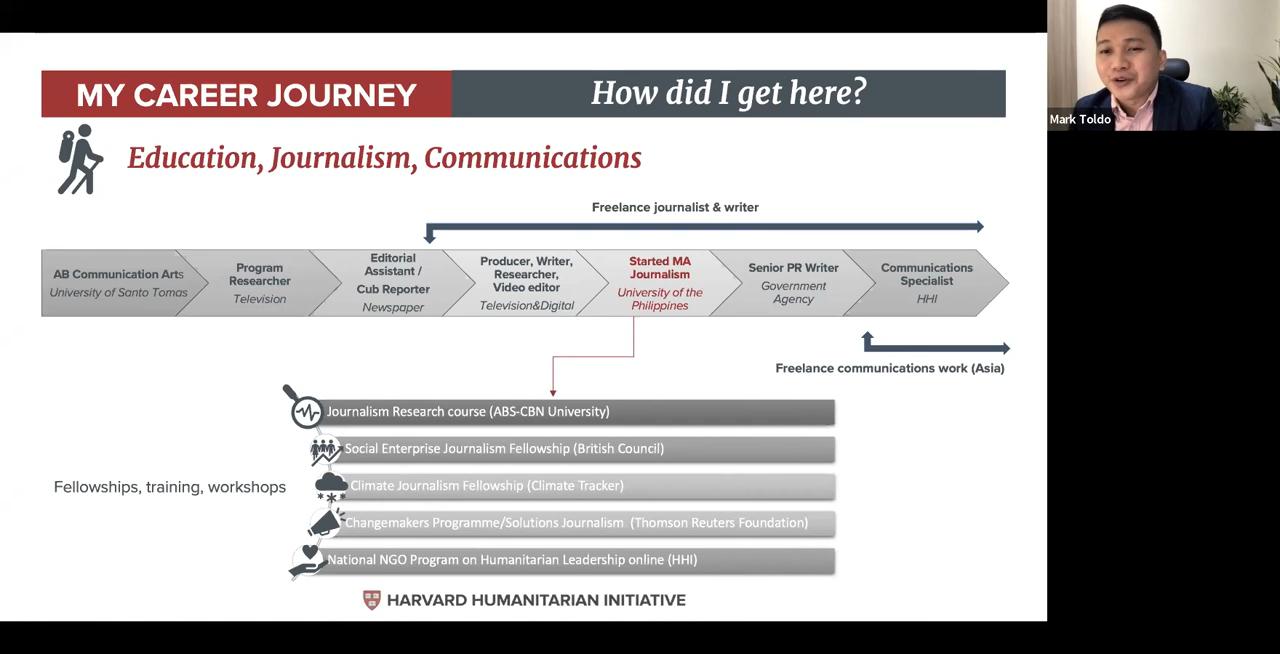 MY CAREER JOURNEY
How did I get here?
Mark Toldo
Education, Journalism, Communications
Freelance journalist & writer
AB Communication Arts
University of Santo Tomas
Program
Researcher
Television
Editorial
Assistant /
Cub Reporter
Newspaper
Producer, Writer,
Researcher,
Video editor
Television&Digital
Started MA
Journalism
University of the
Philippines
Senior PR Writer
Government
Agency
Communications
Specialist
HHI
Freelance communications work (Asia)
Fellowships, training, workshops
Journalism Research course (ABS-CBN University)
Social Enterprise Journalism Fellowship (British Council)
Climate Journalism Fellowship (Climate Tracker)
Changemakers Programme/Solutions Journalism (Thomson Reuters Foundation)
National NGO Program on Humanitarian Leadership online (HHI)
HARVARD HUMANITARIAN INITIATIVE